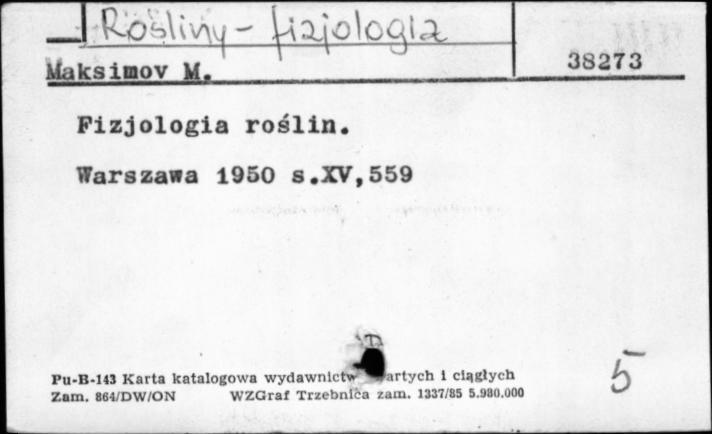 Rośliny - fizjologia
38273
Maksimov M.
Fizjologia roślin.
Warszawa 1950 s.XV,559
Pu-B-143 Karta katalogowa wydawnictw artych i ciągłych
Zam. 864/DW/ON WZGraf Trzebnica zam. 1337/85 5.980.000
5